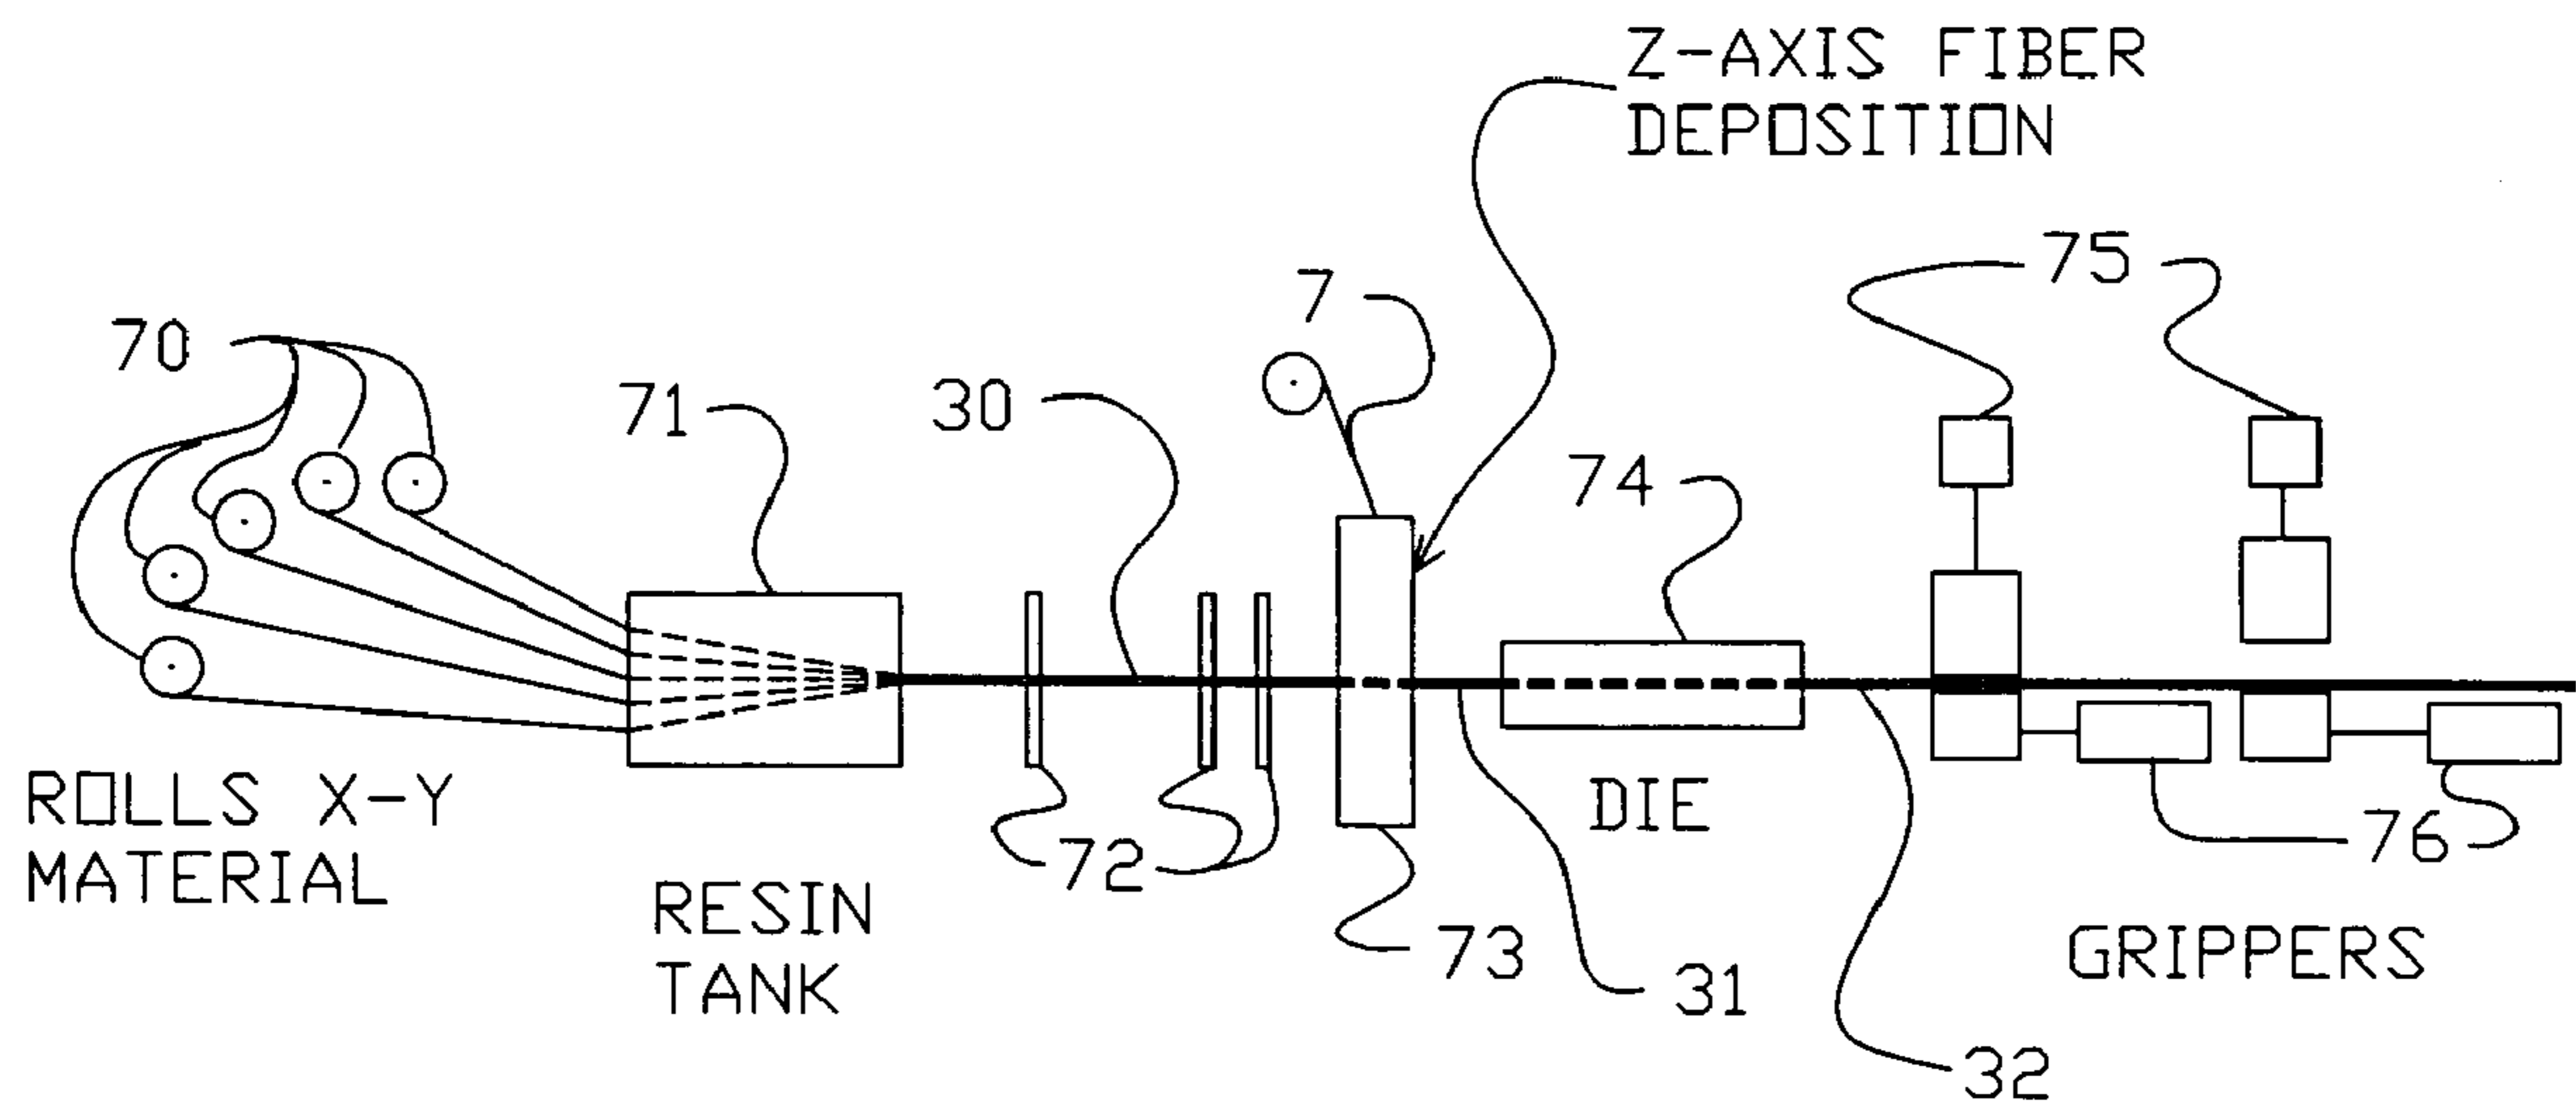 Z-AXIS FIBER
DEPOSITION
75
7
70
71
30
74
ROLLS X-Y
MATERIAL
DIE
72
76
RESIN
TANK
73
31
GRIPPERS
32